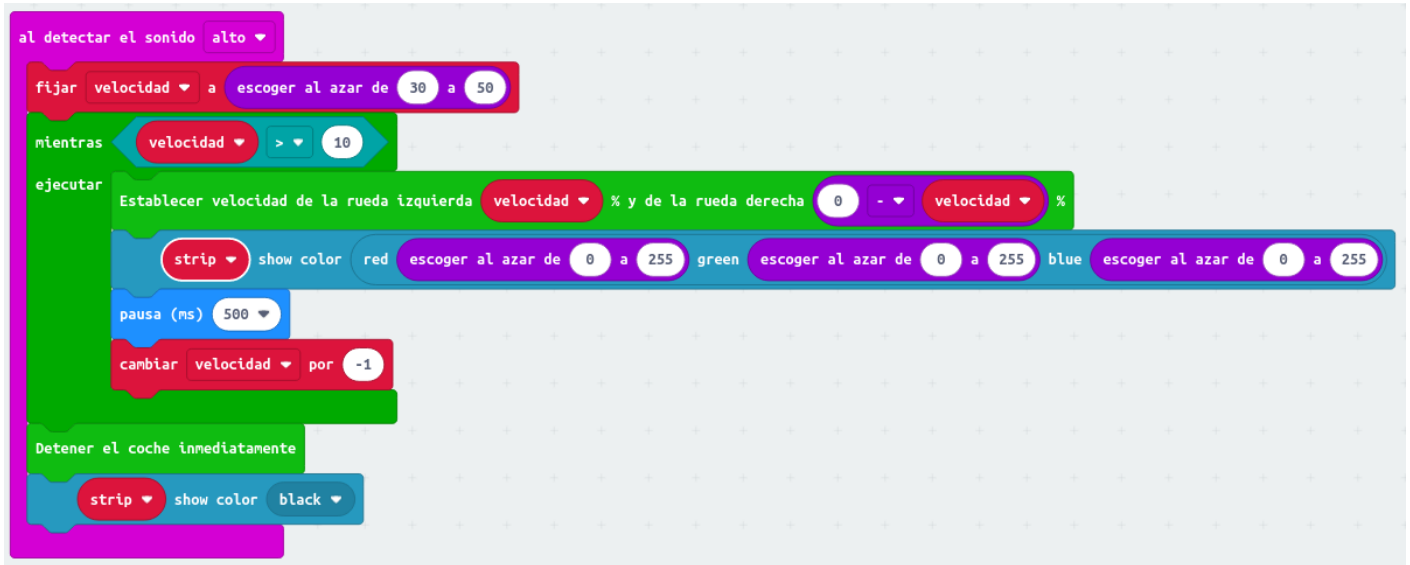 al detectar el sonido alto
fijar velocidad a escoger al azar de 30 a 50
mientras velocidad > 10
ejecutar
Establecer velocidad de la rueda izquierda velocidad % y de la rueda derecha 0 - velocidad %
strip show color red escoger al azar de 0 a 255 green escoger al azar de 0 a 255 blue escoger al azar de 0 a 255
pausa (ms) 500
cambiar velocidad por -1
Detener el coche inmediatamente
strip show color black